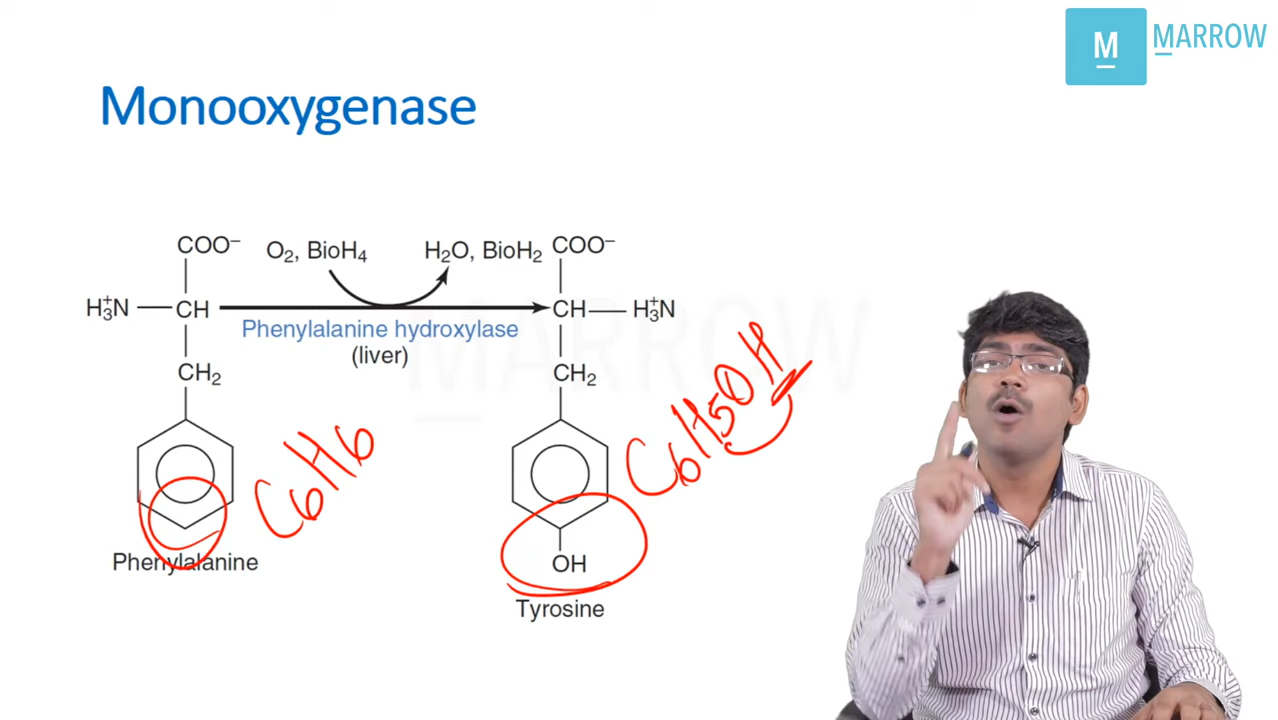 M MARROW
Monooxygenase
COO⁻ O₂, BioH₄ H₂O, BioH₂ COO⁻
H₃⁺N CH CH H₃⁺N
Phenylalanine hydroxylase
(liver)
MARROW
CH₂ CH₂
C6H6 C6H5OH
Phenylalanine OH
Tyrosine